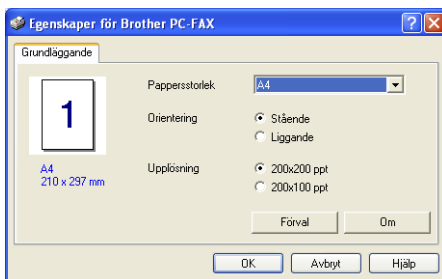 Egenskaper för Brother PC-FAX
Grundläggande
1
A4
210 x 297 mm
Pappersstorlek
A4
Orientering
Stående
Liggande
Upplösning
200x200 ppt
200x100 ppt
Förval
Om
OK
Avbryt
Hjälp